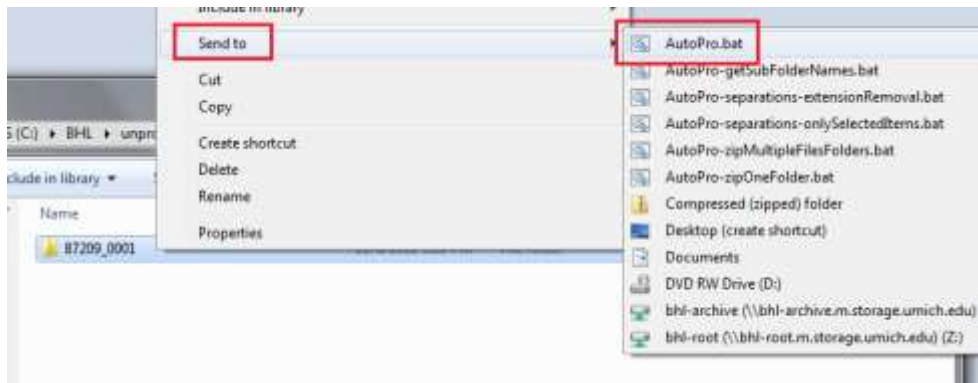 Include in library
Send to
Cut
Copy
Create shortcut
Delete
Rename
Properties
AutoPro.bat
AutoPro-getSubFolderNames.bat
AutoPro-separations-extensionRemoval.bat
AutoPro-separations-onlySelectedItems.bat
AutoPro-zipMultipleFilesFolders.bat
AutoPro-zipOneFolder.bat
Compressed (zipped) folder
Desktop (create shortcut)
Documents
DVD RW Drive (D:)
bhl-archive (\\bhl-archive.m.storage.umich.edu)
bhl-root (\\bhl-root.m.storage.umich.edu) (Z:)
S (C:) BHL unpro
clude in library
Name
87209_0001